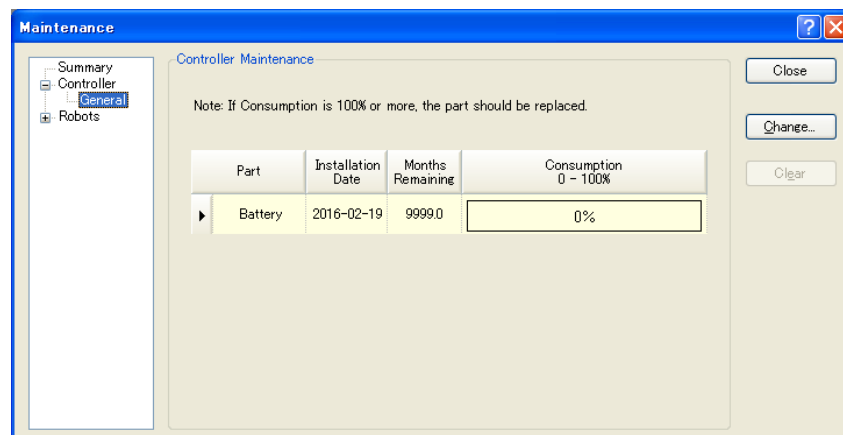 Maintenance
Summary
Controller
General
Robots
Controller Maintenance
Note: If Consumption is 100% or more, the part should be replaced.
Part
Installation
Date
Months
Remaining
Consumption
0 - 100%
Battery
2016-02-19
9999.0
0%
Close
Change...
Clear